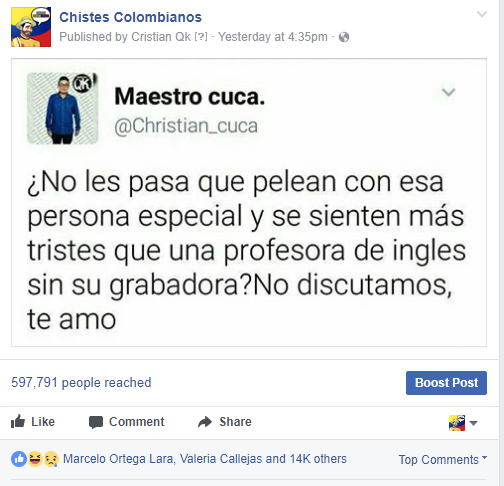 Chistes Colombianos
Published by Cristian Qk [?] · Yesterday at 4:35pm ·
QK
Maestro cuca.
@Christian_cuca
¿No les pasa que pelean con esa
persona especial y se sienten más
tristes que una profesora de ingles
sin su grabadora?No discutamos,
te amo
597,791 people reached
Boost Post
Like Comment Share
Marcelo Ortega Lara, Valeria Callejas and 14K others
Top Comments